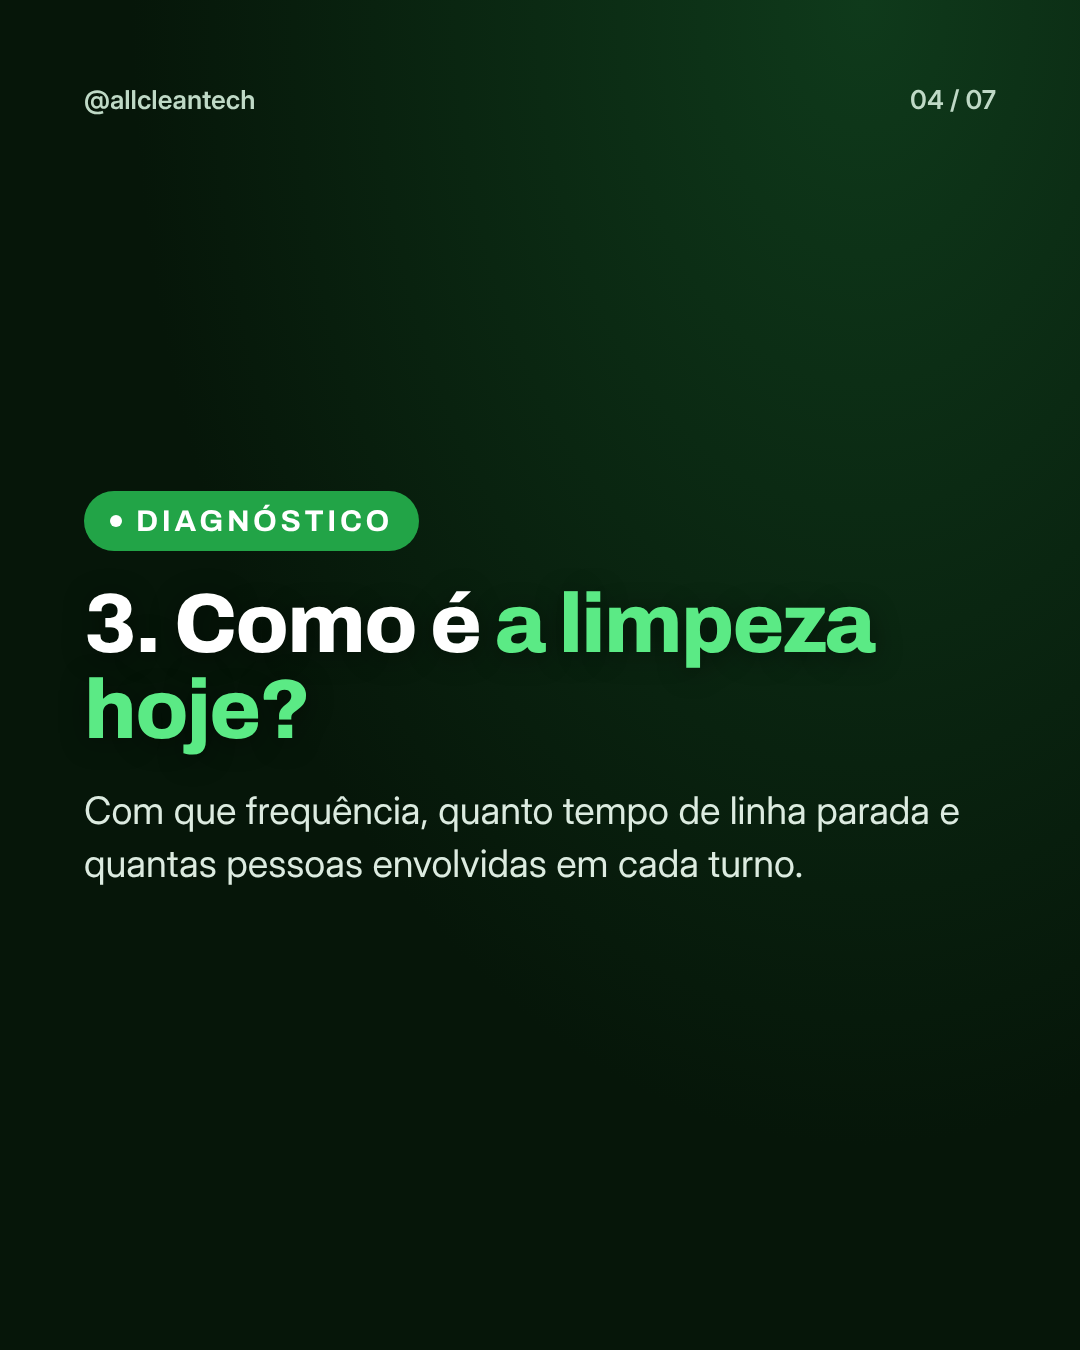 @allcleantech
04 / 07
• DIAGNÓSTICO
3. Como é a limpeza
hoje?
Com que frequência, quanto tempo de linha parada e
quantas pessoas envolvidas em cada turno.